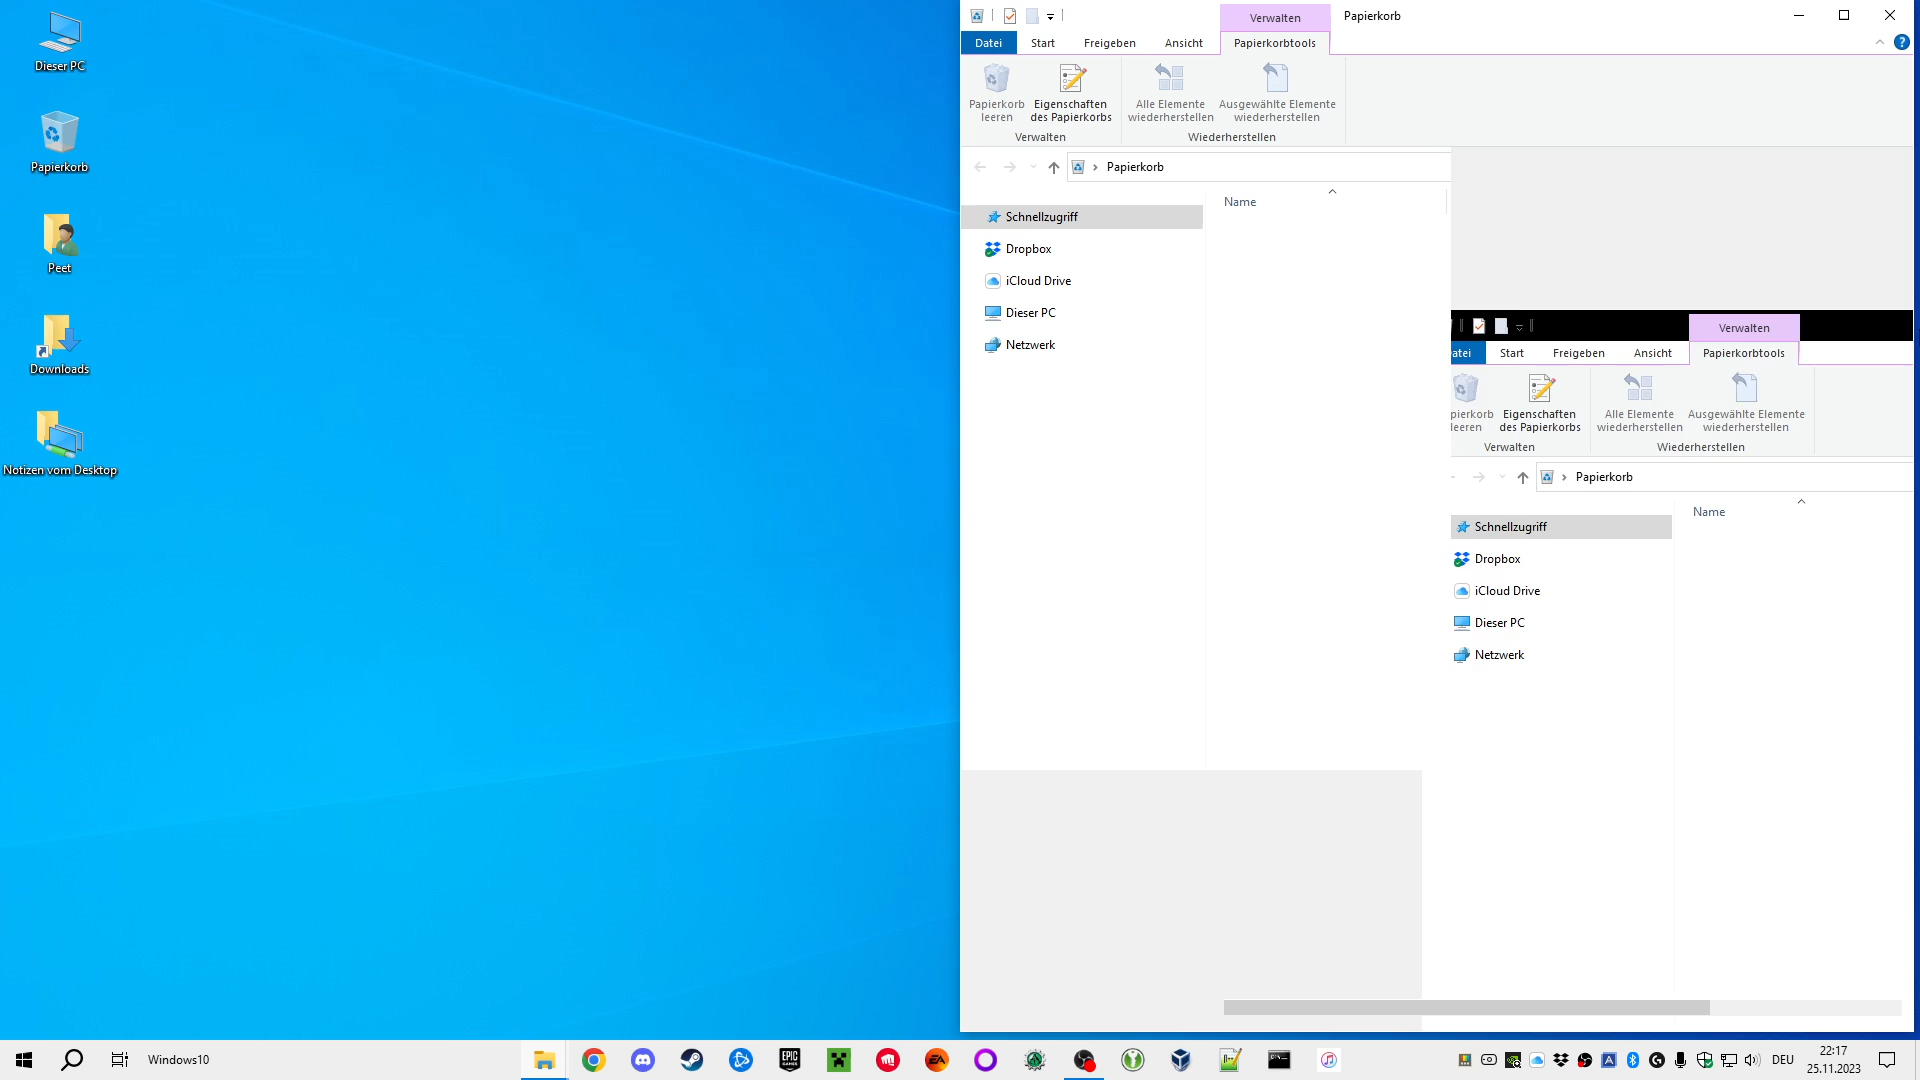 Dieser PC
Papierkorb
Peet
Downloads
Notizen vom Desktop
Verwalten
Papierkorb
Datei
Start
Freigeben
Ansicht
Papierkorbtools
Papierkorb
leeren
Eigenschaften
des Papierkorbs
Alle Elemente
wiederherstellen
Ausgewählte Elemente
wiederherstellen
Verwalten
Wiederherstellen
Papierkorb
Name
Schnellzugriff
Dropbox
iCloud Drive
Dieser PC
Netzwerk
Verwalten
atei
Start
Freigeben
Ansicht
Papierkorbtools
pierkorb
leeren
Eigenschaften
des Papierkorbs
Alle Elemente
wiederherstellen
Ausgewählte Elemente
wiederherstellen
Verwalten
Wiederherstellen
Papierkorb
Name
Schnellzugriff
Dropbox
iCloud Drive
Dieser PC
Netzwerk
Windows10
EPIC
GAMES
EA
DEU
22:17
25.11.2023